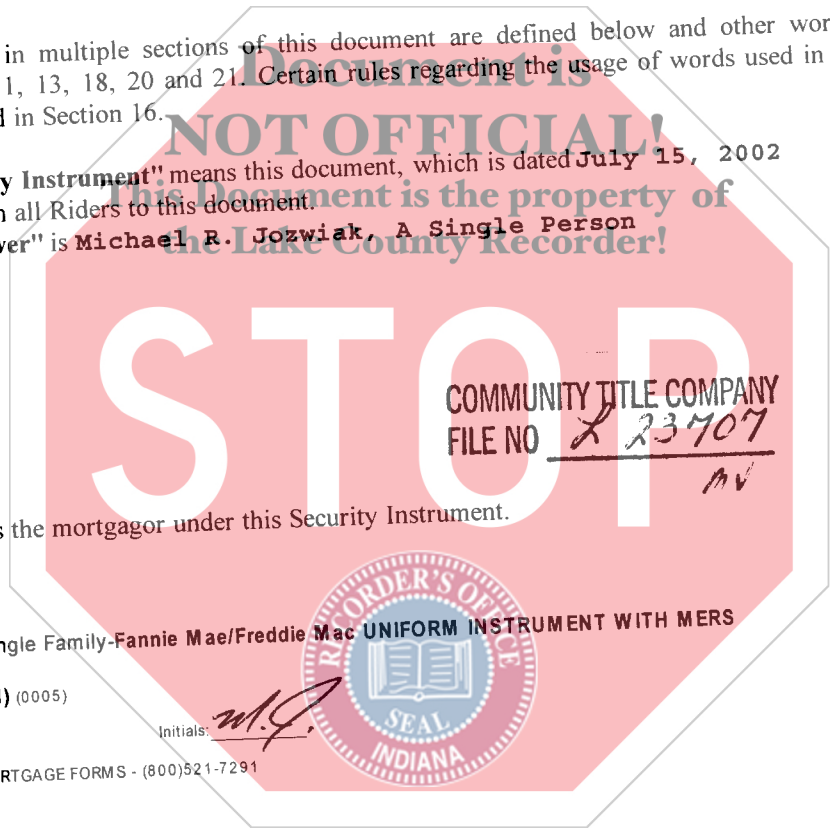 in multiple sections of this document are defined below and other wor
1, 13, 18, 20 and 21. Certain rules regarding the usage of words used in
d in Section 16.
Document is
NOT OFFICIAL!
This Document is the property of
the Lake County Recorder!
y Instrument" means this document, which is dated July 15, 2002
n all Riders to this document.
ver" is Michael R. Jozwiak, A Single Person
STOP
COMMUNITY TITLE COMPANY
FILE NO L 23707
MV
s the mortgagor under this Security Instrument.
ngle Family-Fannie Mae/Freddie Mac UNIFORM INSTRUMENT WITH MERS
(0005)
Initials: M.J.
RTGAGE FORMS - (800)521-7291
RECORDER'S OFFICE
SEAL
INDIANA